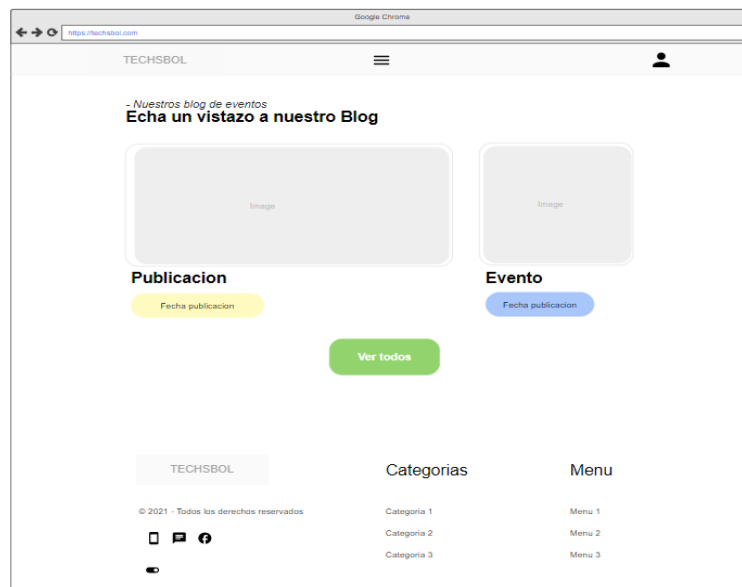 Google Chrome
https://techsbol.com
TECHSBOL
- Nuestros blog de eventos
Echa un vistazo a nuestro Blog
Image
Image
Publicacion
Evento
Fecha publicacion
Fecha publicacion
Ver todos
TECHSBOL
Categorias
Menu
© 2021 - Todos los derechos reservados
Categoria 1
Menu 1
Categoria 2
Menu 2
Categoria 3
Menu 3